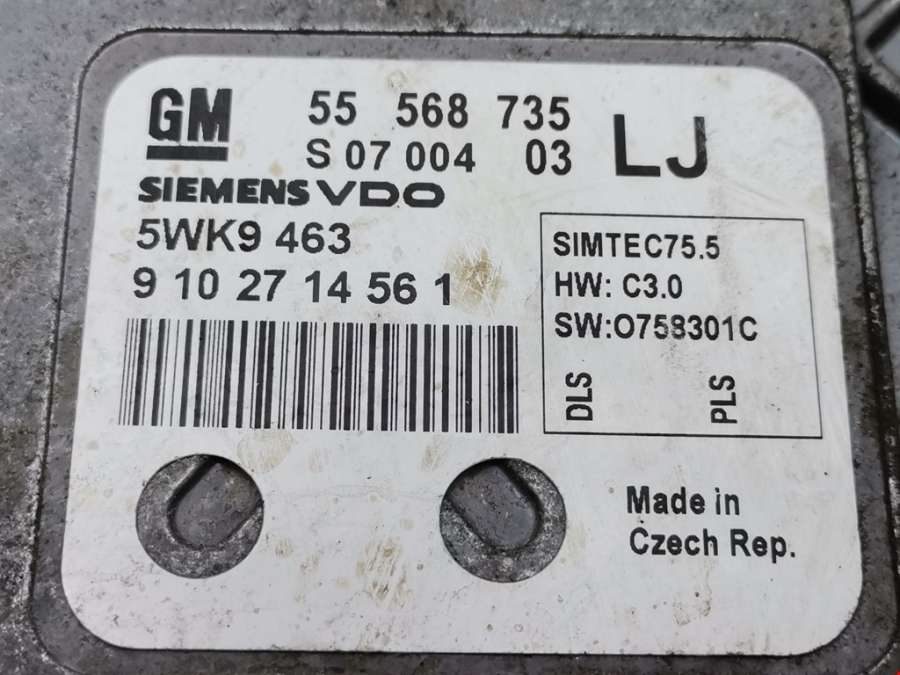 GM
55 568 735
LJ
S 07 004 03
SIEMENS VDO
5WK9 463
9 10 27 14 56 1
SIMTEC75.5
HW: C3.0
SW:O758301C
DLS
PLS
Made in
Czech Rep.